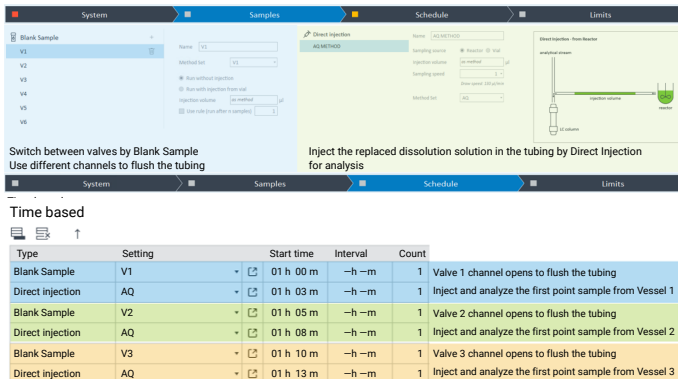 System
Samples
Schedule
Limits
Blank Sample +
V1
V2
V3
V4
V5
V6
Name V1
Method Set V1
Run without injection
Run with injection from vial
Injection volume as method µl
Use rule (run after n samples) 1
Direct injection
AQ METHOD
Name AQ METHOD
Sampling source Reactor Vial
Injection volume as method µl
Sampling speed 1
Method Set AQ
Direct Injection - from Reactor
analytical stream
injection volume
reactor
LC column
Switch between valves by Blank Sample
Use different channels to flush the tubing
Inject the replaced dissolution solution in the tubing by Direct Injection
for analysis
System
Samples
Schedule
Limits
Time based
Type Setting Start time Interval Count
Blank Sample V1 01 h 00 m —h —m 1 Valve 1 channel opens to flush the tubing
Direct injection AQ 01 h 03 m —h —m 1 Inject and analyze the first point sample from Vessel 1
Blank Sample V2 01 h 05 m —h —m 1 Valve 2 channel opens to flush the tubing
Direct injection AQ 01 h 08 m —h —m 1 Inject and analyze the first point sample from Vessel 2
Blank Sample V3 01 h 10 m —h —m 1 Valve 3 channel opens to flush the tubing
Direct injection AQ 01 h 13 m —h —m 1 Inject and analyze the first point sample from Vessel 3